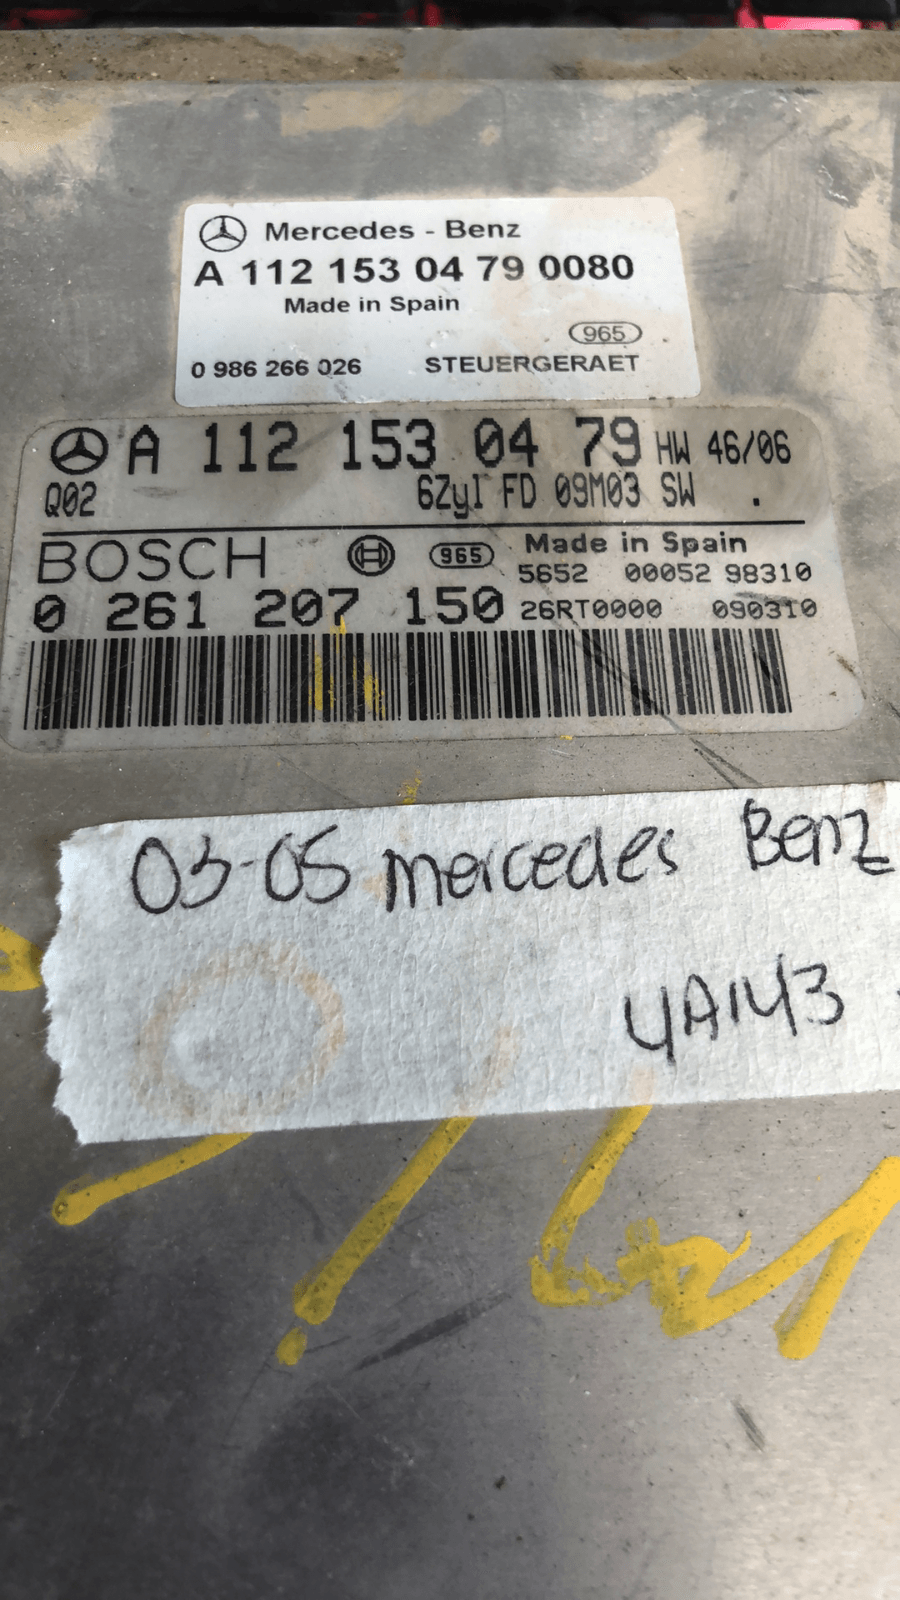 Mercedes - Benz
A 112 153 04 79 0080
Made in Spain
965
0 986 266 026 STEUERGERAET
A 112 153 04 79 HW 46/06
Q02 6Zyl FD 09M03 SW .
BOSCH 965 Made in Spain
5652 00052 98310
0 261 207 150 26RT0000 090310
03-05 mercedes Benz
4A143